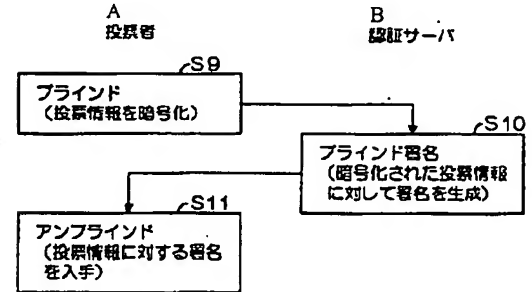 A
投票者
B
認証サーバ
S9
ブラインド
(投票情報を暗号化)
S10
ブラインド署名
(暗号化された投票情報
に対して署名を生成)
S11
アンブラインド
(投票情報に対する署名
を入手)